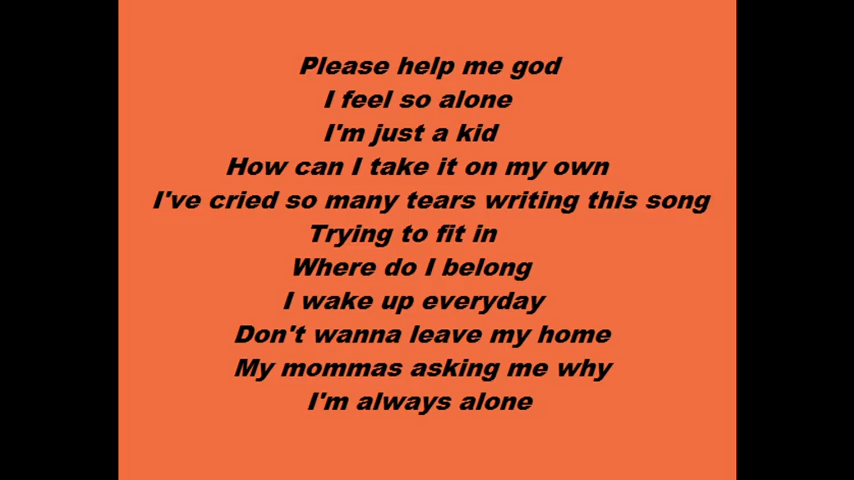 Please help me god
I feel so alone
I'm just a kid
How can I take it on my own
I've cried so many tears writing this song
Trying to fit in
Where do I belong
I wake up everyday
Don't wanna leave my home
My mommas asking me why
I'm always alone